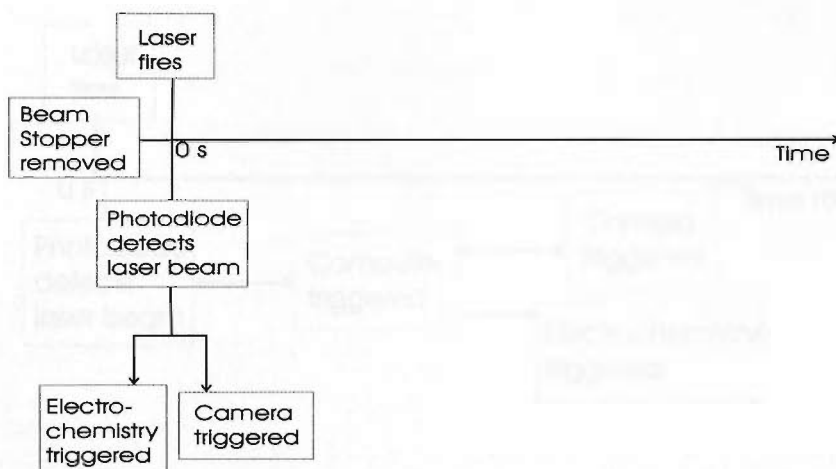 Laser
fires
Beam
Stopper
removed
0 s
Time
Photodiode
detects
laser beam
Electro-
chemistry
triggered
Camera
triggered